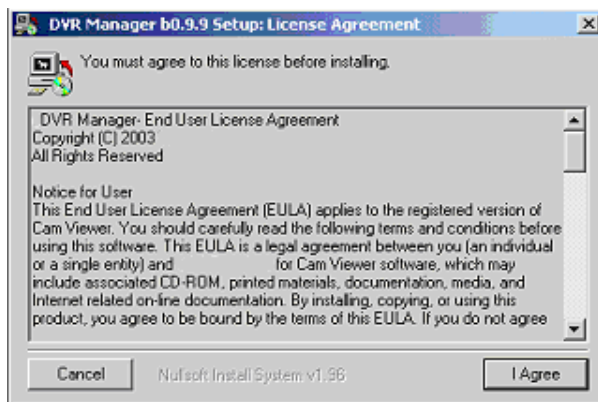 DVR Manager b0.9.9 Setup: License Agreement
You must agree to this license before installing.
DVR Manager- End User License Agreement
Copyright (C) 2003
All Rights Reserved
Notice for User
This End User License Agreement (EULA) applies to the registered version of
Cam Viewer. You should carefully read the following terms and conditions before
using this software. This EULA is a legal agreement between you (an individual
or a single entity) and for Cam Viewer software, which may
include associated CD-ROM, printed materials, documentation, media, and
Internet related on-line documentation. By installing, copying, or using this
product, you agree to be bound by the terms of this EULA. If you do not agree
Cancel
Nullsoft Install System v1.96
I Agree